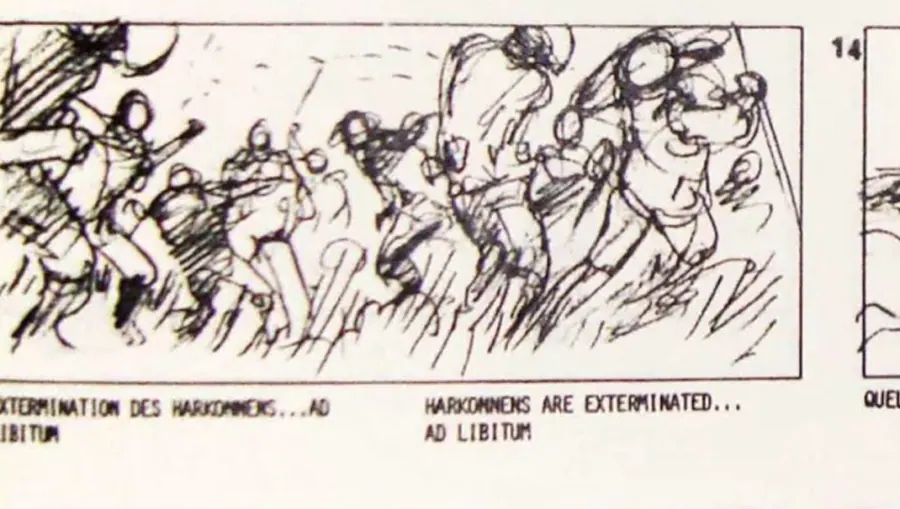 14
XTERMINATION DES HARKONNENS...AD
IBITUM
HARKONNENS ARE EXTERMINATED...
AD LIBITUM
QUEL